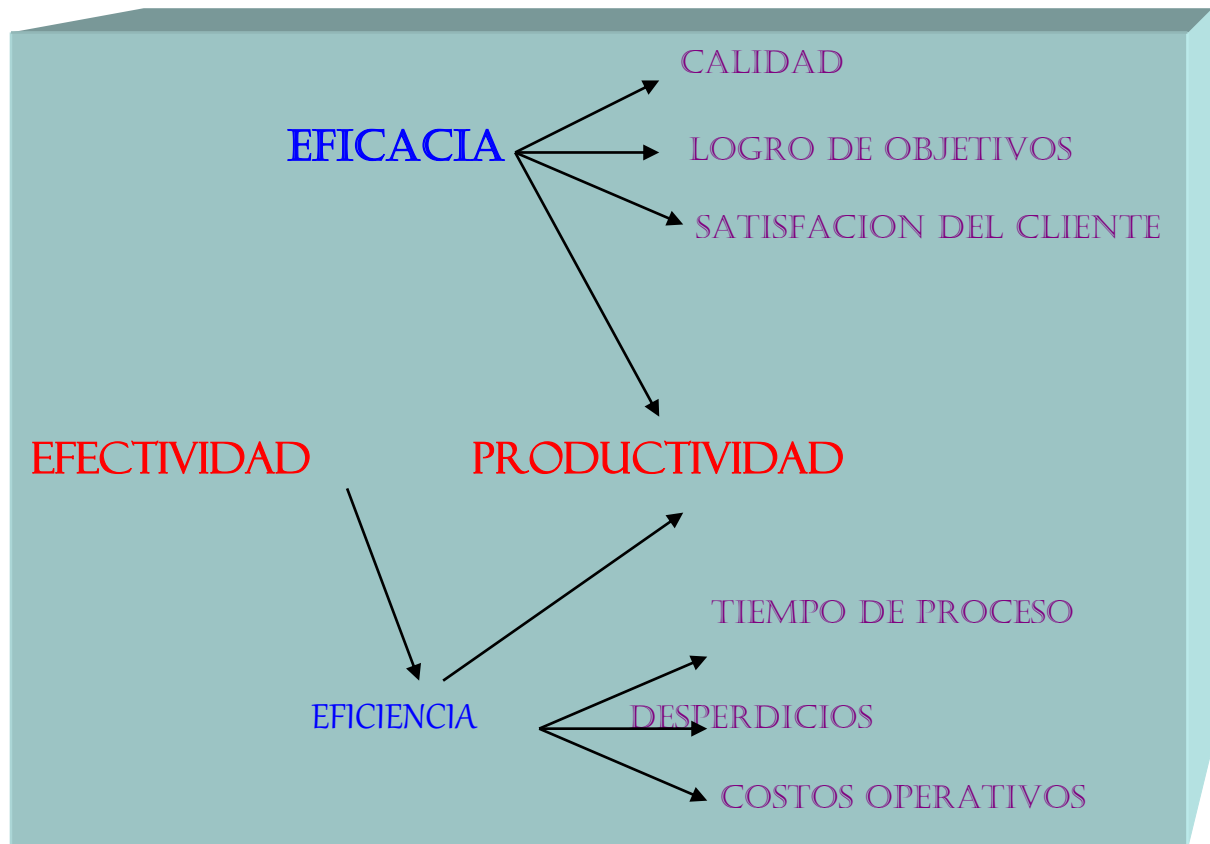 CALIDAD
EFICACIA
LOGRO DE OBJETIVOS
SATISFACION DEL CLIENTE
EFECTIVIDAD
PRODUCTIVIDAD
TIEMPO DE PROCESO
EFICIENCIA
DESPERDICIOS
COSTOS OPERATIVOS